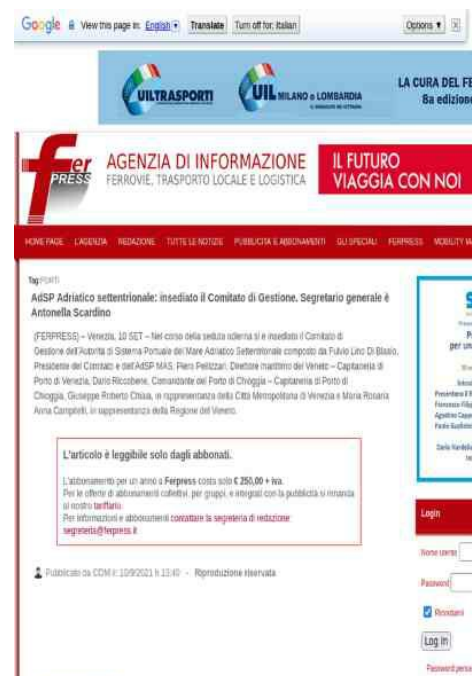 Google View this page in: English Translate Turn off for: Italian Options ▼
UILTRASPORTI UIL MILANO e LOMBARDIA LA CURA DEL FE
8a edizione
fer PRESS AGENZIA DI INFORMAZIONE
FERROVIE, TRASPORTO LOCALE E LOGISTICA
IL FUTURO
VIAGGIA CON NOI
HOME PAGE L'AGENZIA REDAZIONE TUTTE LE NOTIZIE PUBBLICITÀ E ABBONAMENTI GLI SPECIALI FERPRESS MOBILITY
Tag PORTI
AdSP Adriatico settentrionale: insediato il Comitato di Gestione. Segretario generale è
Antonella Scardino
(FERPRESS) – Venezia, 10 SET – Nel corso della seduta odierna si è insediato il Comitato di
Gestione dell'Autorità di Sistema Portuale del Mare Adriatico Settentrionale composto da Fulvio Lino Di Blasio,
Presidente del Comitato e dell'AdSP MAS, Piero Pellizzari, Direttore marittimo del Veneto – Capitaneria di
Porto di Venezia, Dario Riccobene, Comandante del Porto di Chioggia – Capitaneria di Porto di
Chioggia, Giuseppe Roberto Chiaia, in rappresentanza della Città Metropolitana di Venezia e Maria Rosaria
Anna Campitelli, in rappresentanza della Regione del Veneto.
L'articolo è leggibile solo dagli abbonati.
L'abbonamento per un anno a Ferpress costa solo € 250,00 + iva.
Per le offerte di abbonamenti collettivi, per gruppi, e integrati con la pubblicità si rimanda
al nostro tariffario.
Per informazioni e abbonamenti contattare la segreteria di redazione
segreteria@ferpress.it
Pubblicato da COM il: 10/9/2021 h 13:40 - Riproduzione riservata
Login
Nome utente
Password
Ricordami
Log In
Password persa